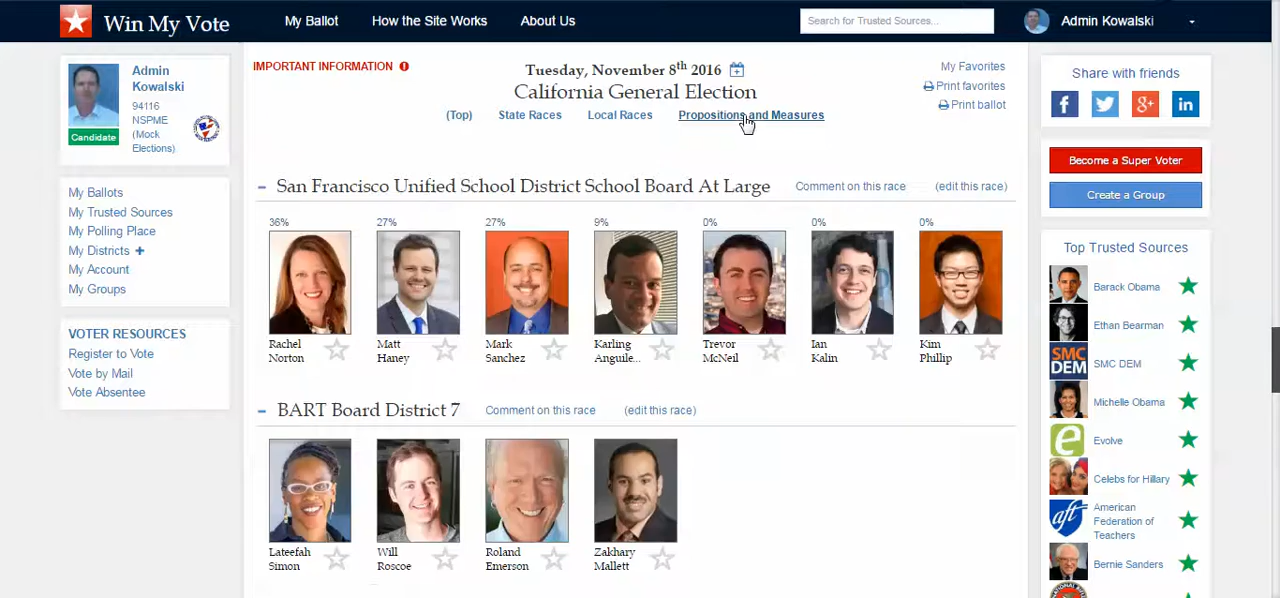 Win My Vote
My Ballot
How the Site Works
About Us
Search for Trusted Sources...
Admin Kowalski
Admin
Kowalski
94116
NSPME
(Mock
Elections)
Candidate
My Ballots
My Trusted Sources
My Polling Place
My Districts +
My Account
My Groups
VOTER RESOURCES
Register to Vote
Vote by Mail
Vote Absentee
IMPORTANT INFORMATION
Tuesday, November 8th 2016
California General Election
(Top)
State Races
Local Races
Propositions and Measures
My Favorites
Print favorites
Print ballot
San Francisco Unified School District School Board At Large
Comment on this race
(edit this race)
36%
27%
27%
9%
0%
0%
0%
Rachel
Norton
Matt
Haney
Mark
Sanchez
Karling
Anguile...
Trevor
McNeil
Ian
Kalin
Kim
Phillip
BART Board District 7
Comment on this race
(edit this race)
Lateefah
Simon
Will
Roscoe
Roland
Emerson
Zakhary
Mallett
Share with friends
f
g+
in
Become a Super Voter
Create a Group
Top Trusted Sources
Barack Obama
Ethan Bearman
SMC
DEM
SMC DEM
Michelle Obama
e
Evolve
Celebs for Hillary
aft
American
Federation of
Teachers
Bernie Sanders